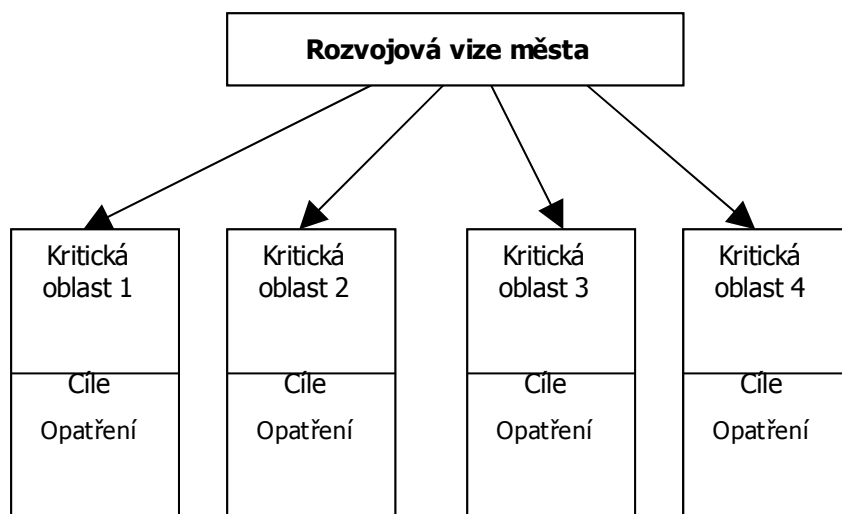 Rozvojová vize města
Kritická
oblast 1
Cíle
Opatření
Kritická
oblast 2
Cíle
Opatření
Kritická
oblast 3
Cíle
Opatření
Kritická
oblast 4
Cíle
Opatření